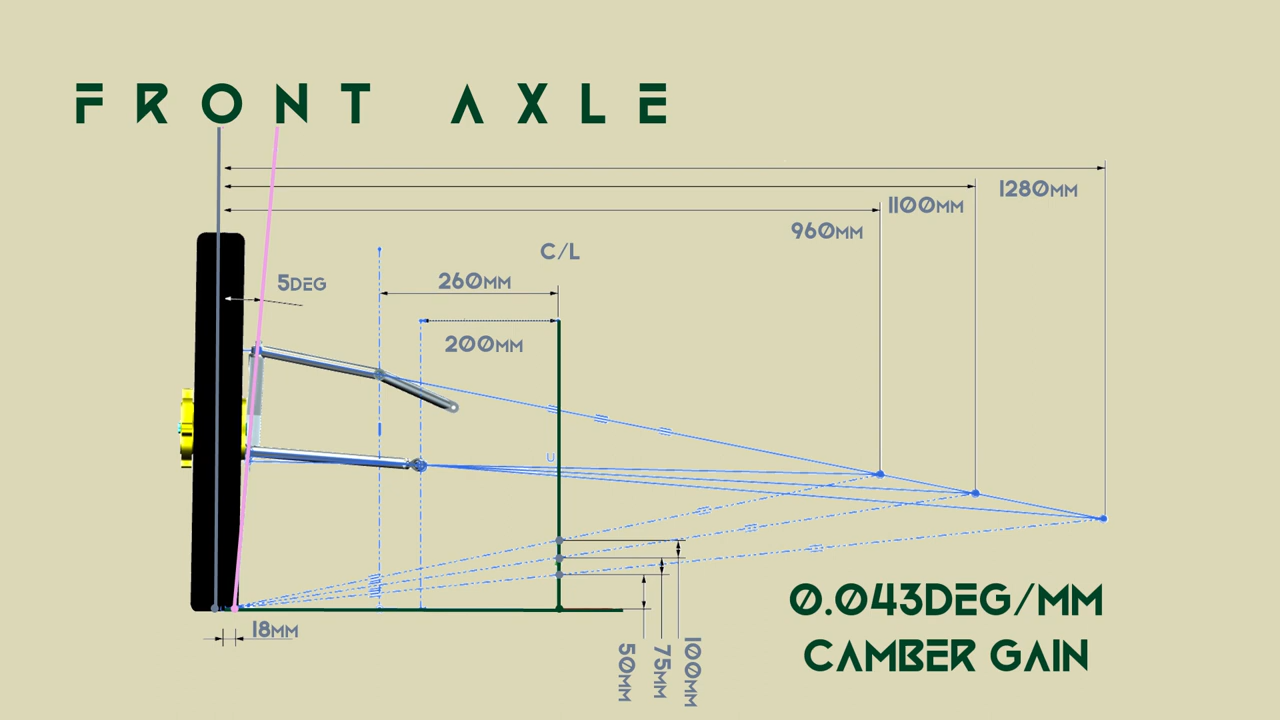 FRONT AXLE
1280MM
1100MM
960MM
C/L
260MM
5DEG
200MM
U
0.043DEG/MM
CAMBER GAIN
18MM
50MM
75MM
100MM